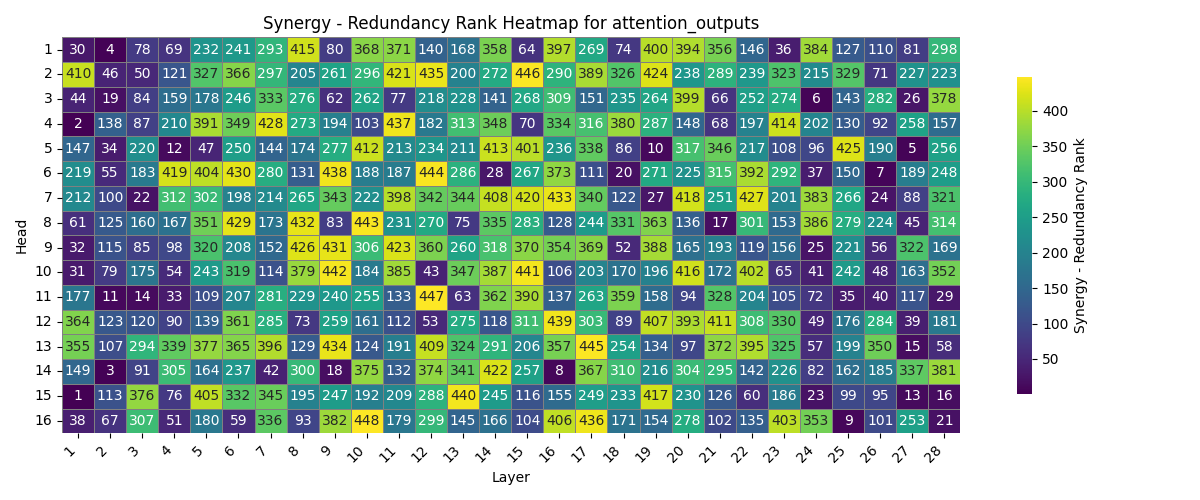 Synergy - Redundancy Rank Heatmap for attention_outputs
1 30 4 78 69 232 241 293 415 80 368 371 140 168 358 64 397 269 74 400 394 356 146 36 384 127 110 81 298
2 410 46 50 121 327 366 297 205 261 296 421 435 200 272 446 290 389 326 424 238 289 239 323 215 329 71 227 223
3 44 19 84 159 178 246 333 276 62 262 77 218 228 141 268 309 151 235 264 399 66 252 274 6 143 282 26 378
4 2 138 87 210 391 349 428 273 194 103 437 182 313 348 70 334 316 380 287 148 68 197 414 202 130 92 258 157
5 147 34 220 12 47 250 144 174 277 412 213 234 211 413 401 236 338 86 10 317 346 217 108 96 425 190 5 256
6 219 55 183 419 404 430 280 131 438 188 187 444 286 28 267 373 111 20 271 225 315 392 292 37 150 7 189 248
7 212 100 22 312 302 198 214 265 343 222 398 342 344 408 420 433 340 122 27 418 251 427 201 383 266 24 88 321
8 61 125 160 167 351 429 173 432 83 443 231 270 75 335 283 128 244 331 363 136 17 301 153 386 279 224 45 314
9 32 115 85 98 320 208 152 426 431 306 423 360 260 318 370 354 369 52 388 165 193 119 156 25 221 56 322 169
10 31 79 175 54 243 319 114 379 442 184 385 43 347 387 441 106 203 170 196 416 172 402 65 41 242 48 163 352
11 177 11 14 33 109 207 281 229 240 255 133 447 63 362 390 137 263 359 158 94 328 204 105 72 35 40 117 29
12 364 123 120 90 139 361 285 73 259 161 112 53 275 118 311 439 303 89 407 393 411 308 330 49 176 284 39 181
13 355 107 294 339 377 365 396 129 434 124 191 409 324 291 206 357 445 254 134 97 372 395 325 57 199 350 15 58
14 149 3 91 305 164 237 42 300 18 375 132 374 341 422 257 8 367 310 216 304 295 142 226 82 162 185 337 381
15 1 113 376 76 405 332 345 195 247 192 209 288 440 245 116 155 249 233 417 230 126 60 186 23 99 95 13 16
16 38 67 307 51 180 59 336 93 382 448 179 299 145 166 104 406 436 171 154 278 102 135 403 353 9 101 253 21
1 2 3 4 5 6 7 8 9 10 11 12 13 14 15 16 17 18 19 20 21 22 23 24 25 26 27 28
Layer
Head
400
350
300
250
200
150
100
50
Synergy - Redundancy Rank